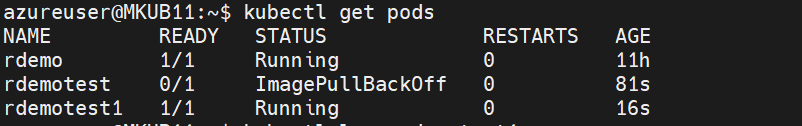 azureuser@MKUB11:~$ kubectl get pods
NAME READY STATUS RESTARTS AGE
rdemo 1/1 Running 0 11h
rdemotest 0/1 ImagePullBackOff 0 81s
rdemotest1 1/1 Running 0 16s